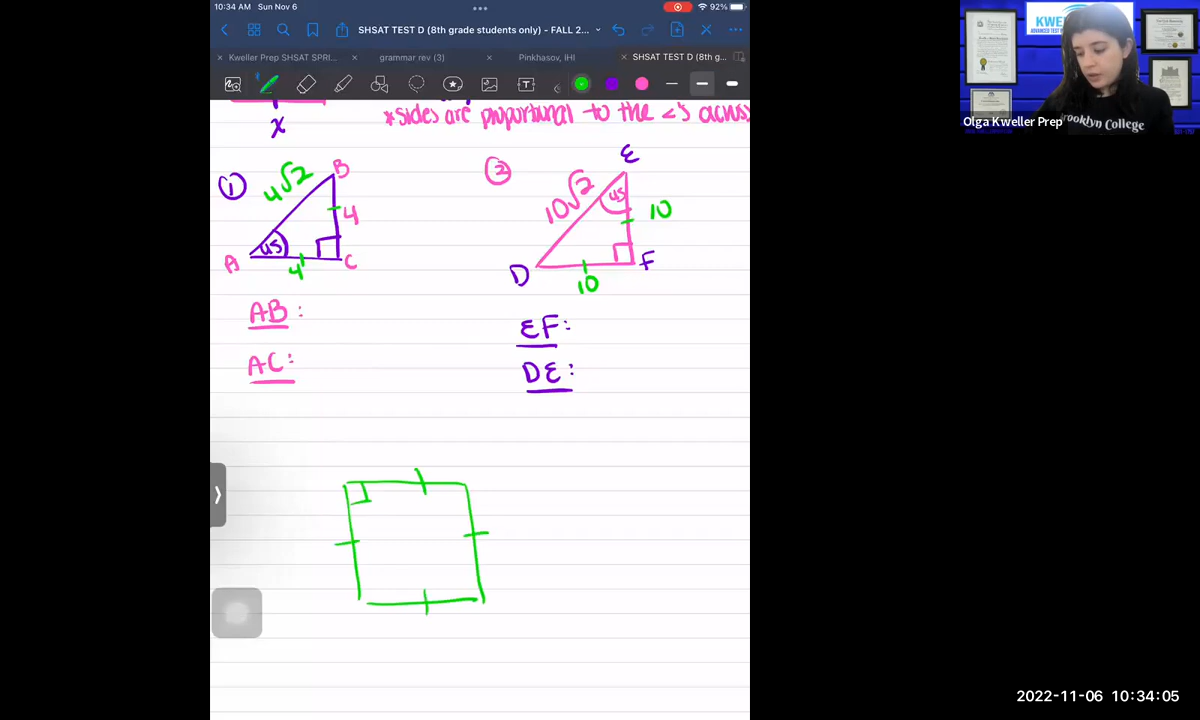 10:34 AM Sun Nov 6
92%
SHSAT TEST D (8th grade students only) - FALL 2...
Kweller Prep SHSAT SPRI...
grammar rev (3)
Pinkhasov, IHI
SHSAT TEST D (8th g...
x
*sides are proportional to the <'s across
1
4√2
B
4
45
A
4
C
AB:
AC:
2
E
10√2
45
10
D
F
10
EF:
DE:
KWE
ADVANCED TEST
Brooklyn College
Olga Kweller Prep
2022-11-06 10:34:05